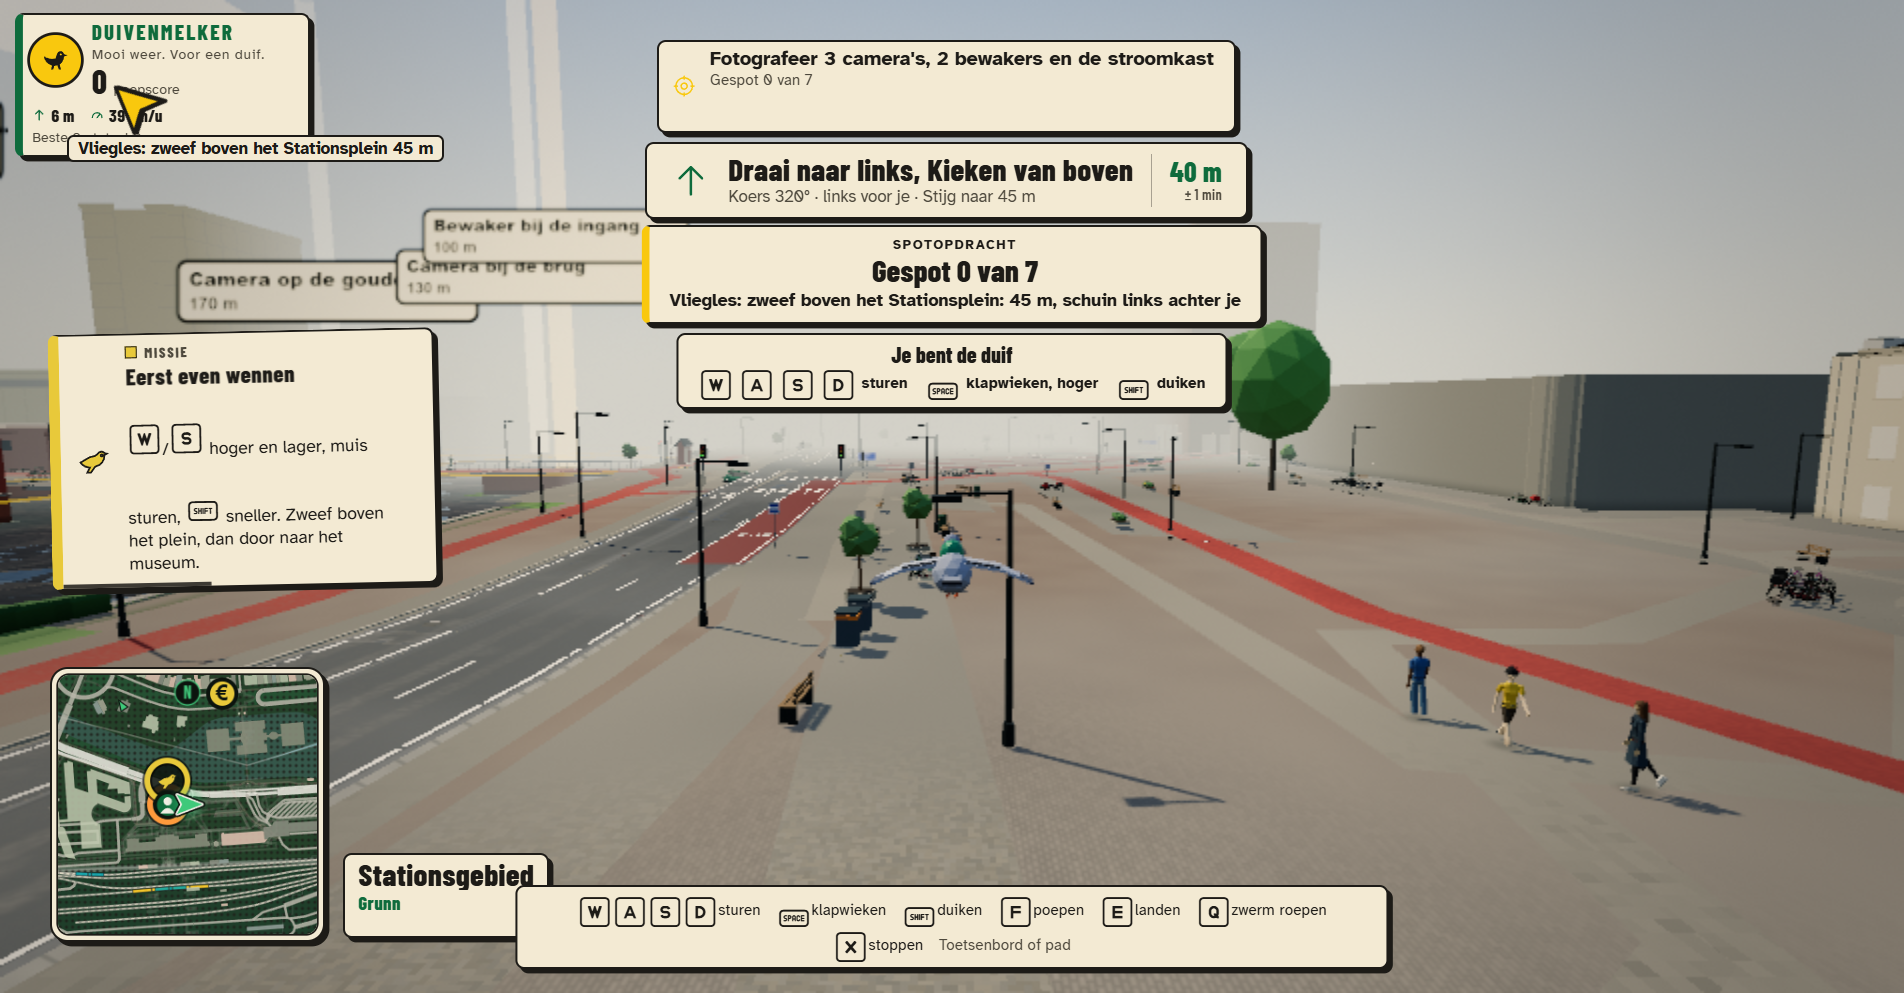 DUIVENMELKER
Mooi weer. Voor een duif.
0
6 m
Vliegles: zweef boven het Stationsplein 45 m
Fotografeer 3 camera's, 2 bewakers en de stroomkast
Gespot 0 van 7
Draai naar links, Kieken van boven
Koers 320° · links voor je · Stijg naar 45 m
40 m
± 1 min
SPOTOPDRACHT
Gespot 0 van 7
Vliegles: zweef boven het Stationsplein: 45 m, schuin links achter je
Je bent de duif
W A S D sturen SPACE klapwieken, hoger SHIFT duiken
Bewaker bij de ingang
100 m
Camera bij de brug
130 m
Camera op de goud
170 m
MISSIE
Eerst even wennen
W / S hoger en lager, muis
sturen, SHIFT sneller. Zweef boven
het plein, dan door naar het
museum.
N €
Stationsgebied
Grunn
W A S D sturen SPACE klapwieken SHIFT duiken F poepen E landen Q zwerm roepen
X stoppen Toetsenbord of pad